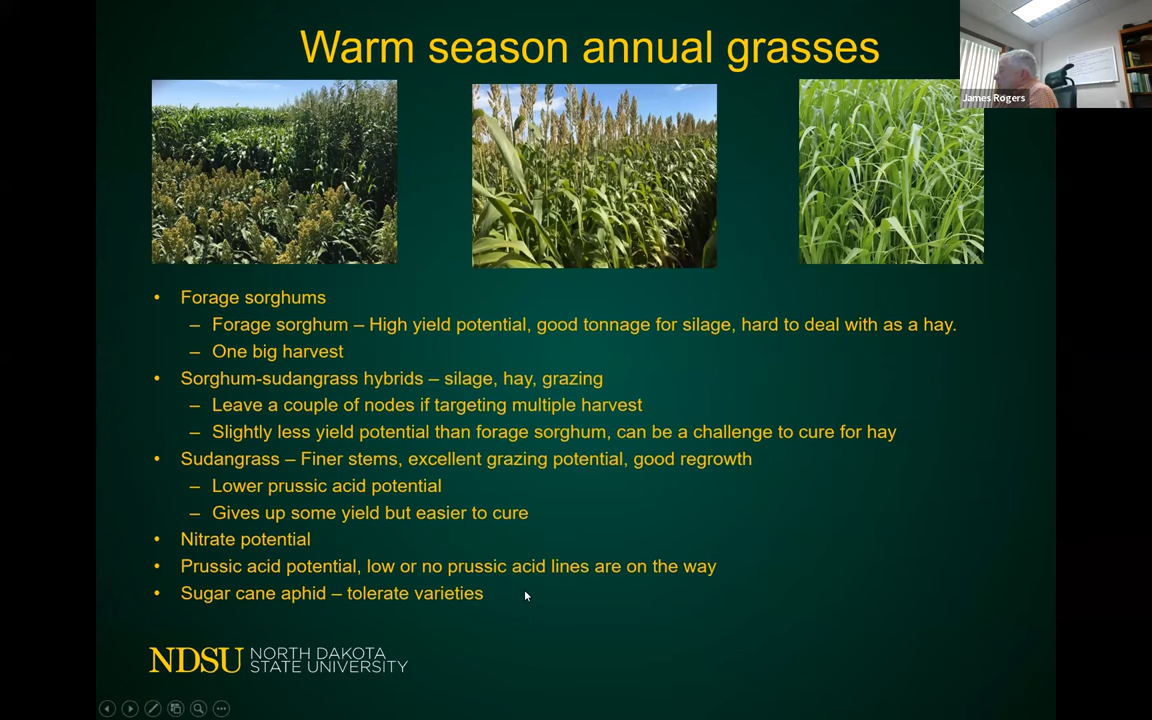 Warm season annual grasses
James Rogers
• Forage sorghums
– Forage sorghum – High yield potential, good tonnage for silage, hard to deal with as a hay.
– One big harvest
• Sorghum-sudangrass hybrids – silage, hay, grazing
– Leave a couple of nodes if targeting multiple harvest
– Slightly less yield potential than forage sorghum, can be a challenge to cure for hay
• Sudangrass – Finer stems, excellent grazing potential, good regrowth
– Lower prussic acid potential
– Gives up some yield but easier to cure
• Nitrate potential
• Prussic acid potential, low or no prussic acid lines are on the way
• Sugar cane aphid – tolerate varieties
NDSU NORTH DAKOTA
STATE UNIVERSITY